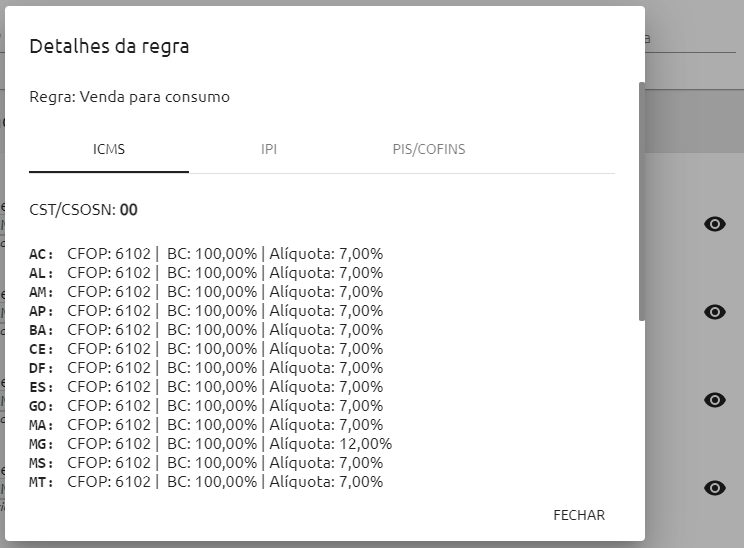 Detalhes da regra
Regra: Venda para consumo
ICMS IPI PIS/COFINS
CST/CSOSN: 00
AC: CFOP: 6102 | BC: 100,00% | Alíquota: 7,00%
AL: CFOP: 6102 | BC: 100,00% | Alíquota: 7,00%
AM: CFOP: 6102 | BC: 100,00% | Alíquota: 7,00%
AP: CFOP: 6102 | BC: 100,00% | Alíquota: 7,00%
BA: CFOP: 6102 | BC: 100,00% | Alíquota: 7,00%
CE: CFOP: 6102 | BC: 100,00% | Alíquota: 7,00%
DF: CFOP: 6102 | BC: 100,00% | Alíquota: 7,00%
ES: CFOP: 6102 | BC: 100,00% | Alíquota: 7,00%
GO: CFOP: 6102 | BC: 100,00% | Alíquota: 7,00%
MA: CFOP: 6102 | BC: 100,00% | Alíquota: 7,00%
MG: CFOP: 6102 | BC: 100,00% | Alíquota: 12,00%
MS: CFOP: 6102 | BC: 100,00% | Alíquota: 7,00%
MT: CFOP: 6102 | BC: 100,00% | Alíquota: 7,00%
FECHAR